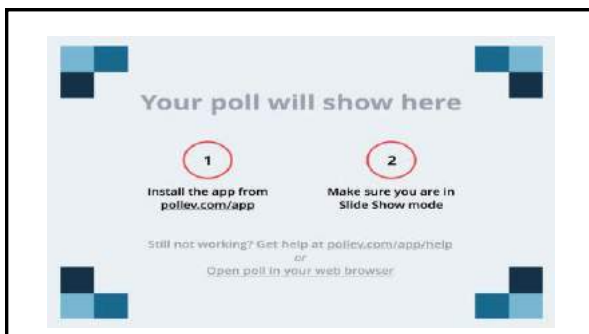 Your poll will show here
1
2
Install the app from
pollev.com/app
Make sure you are in
Slide Show mode
Still not working? Get help at pollev.com/app/help
or
Open poll in your web browser